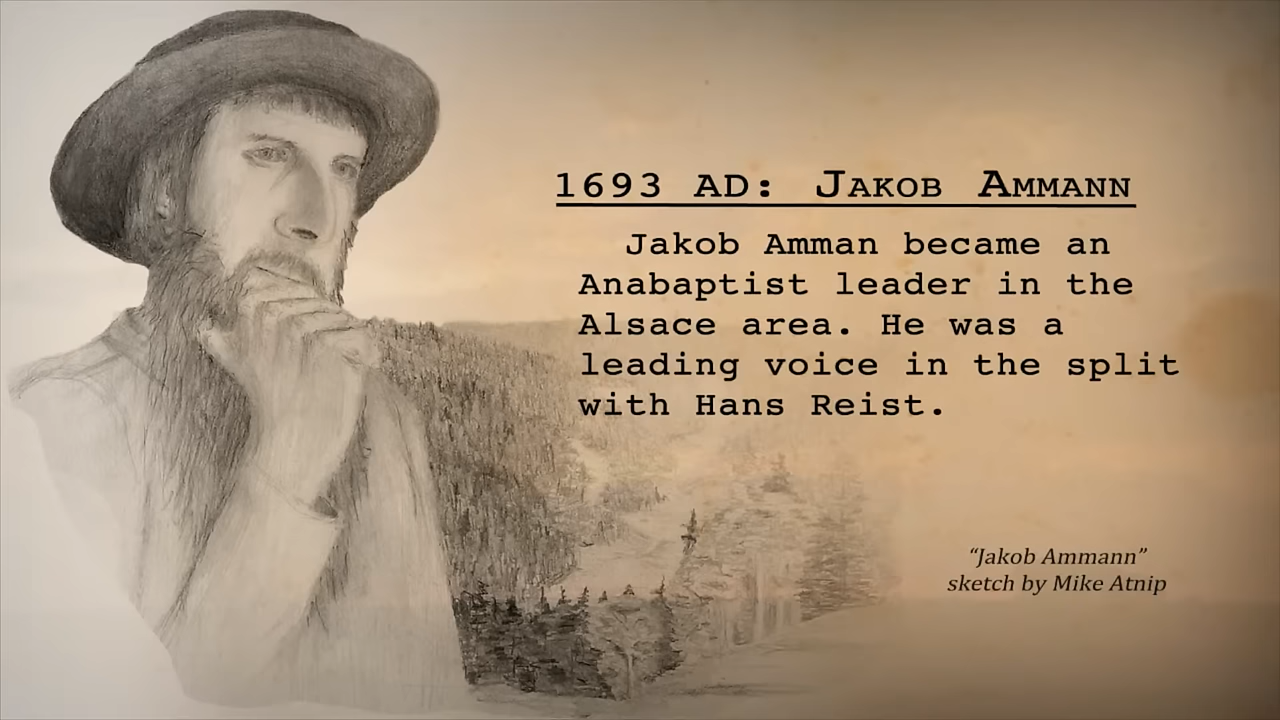 1693 AD: Jakob Ammann
Jakob Amman became an
Anabaptist leader in the
Alsace area. He was a
leading voice in the split
with Hans Reist.
“Jakob Ammann”
sketch by Mike Atnip